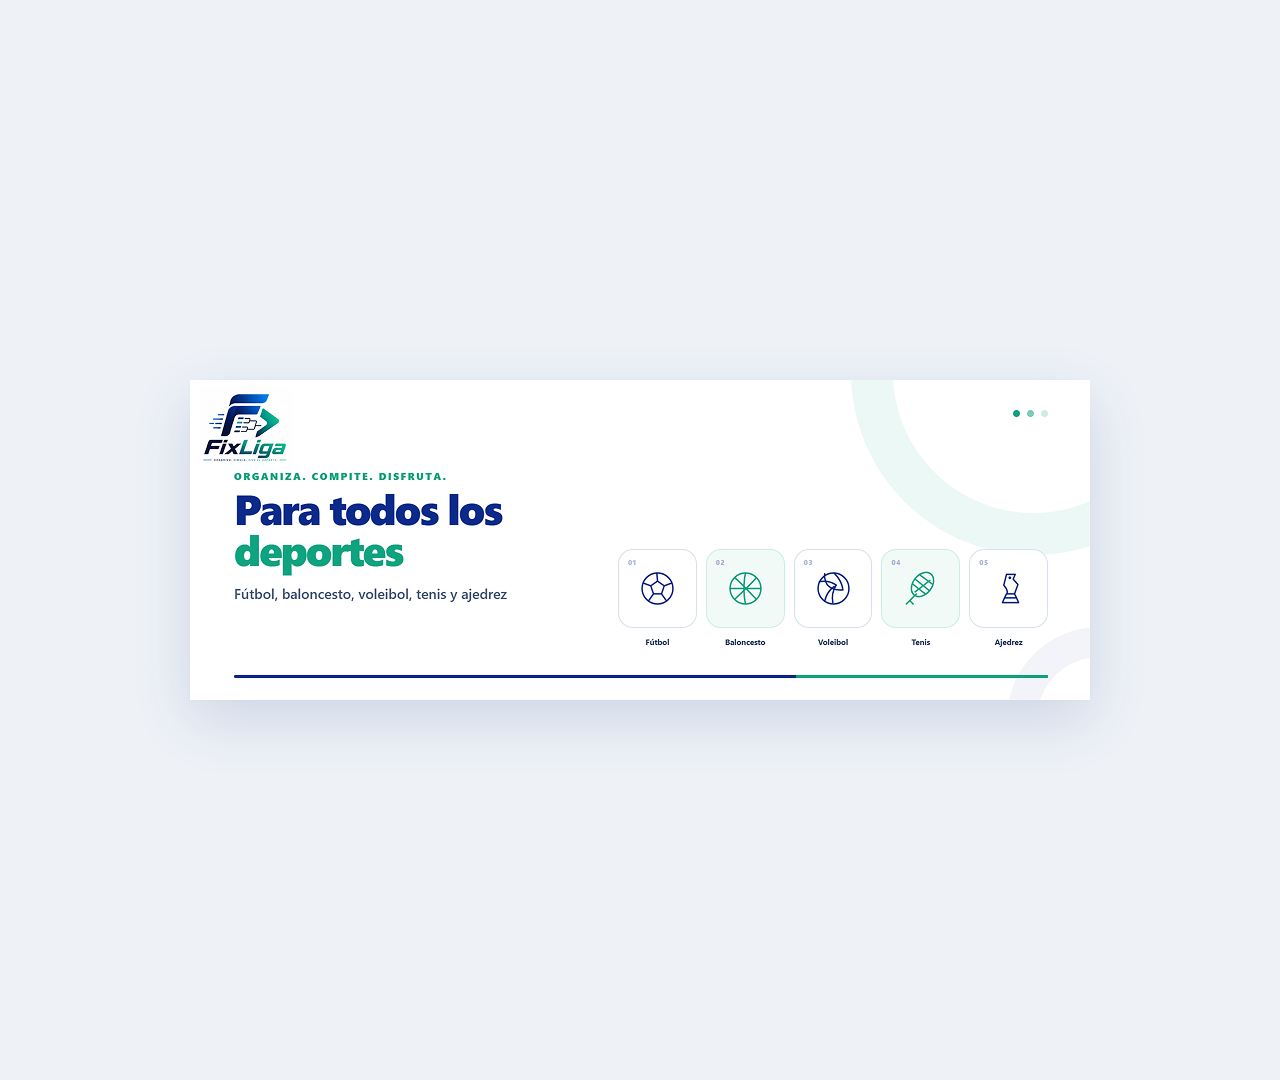 FixLiga
ORGANIZA. COMPITE. DISFRUTA.
Para todos los
deportes
Fútbol, baloncesto, voleibol, tenis y ajedrez
01
02
03
04
05
Fútbol
Baloncesto
Voleibol
Tenis
Ajedrez